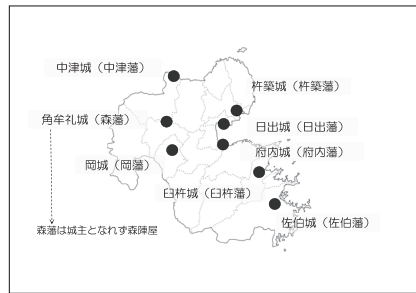 中津城（中津藩）
杵築城（杵築藩）
角牟礼城（森藩）
日出城（日出藩）
岡城（岡藩）
府内城（府内藩）
臼杵城（臼杵藩）
佐伯城（佐伯藩）
森藩は城主となれず森陣屋